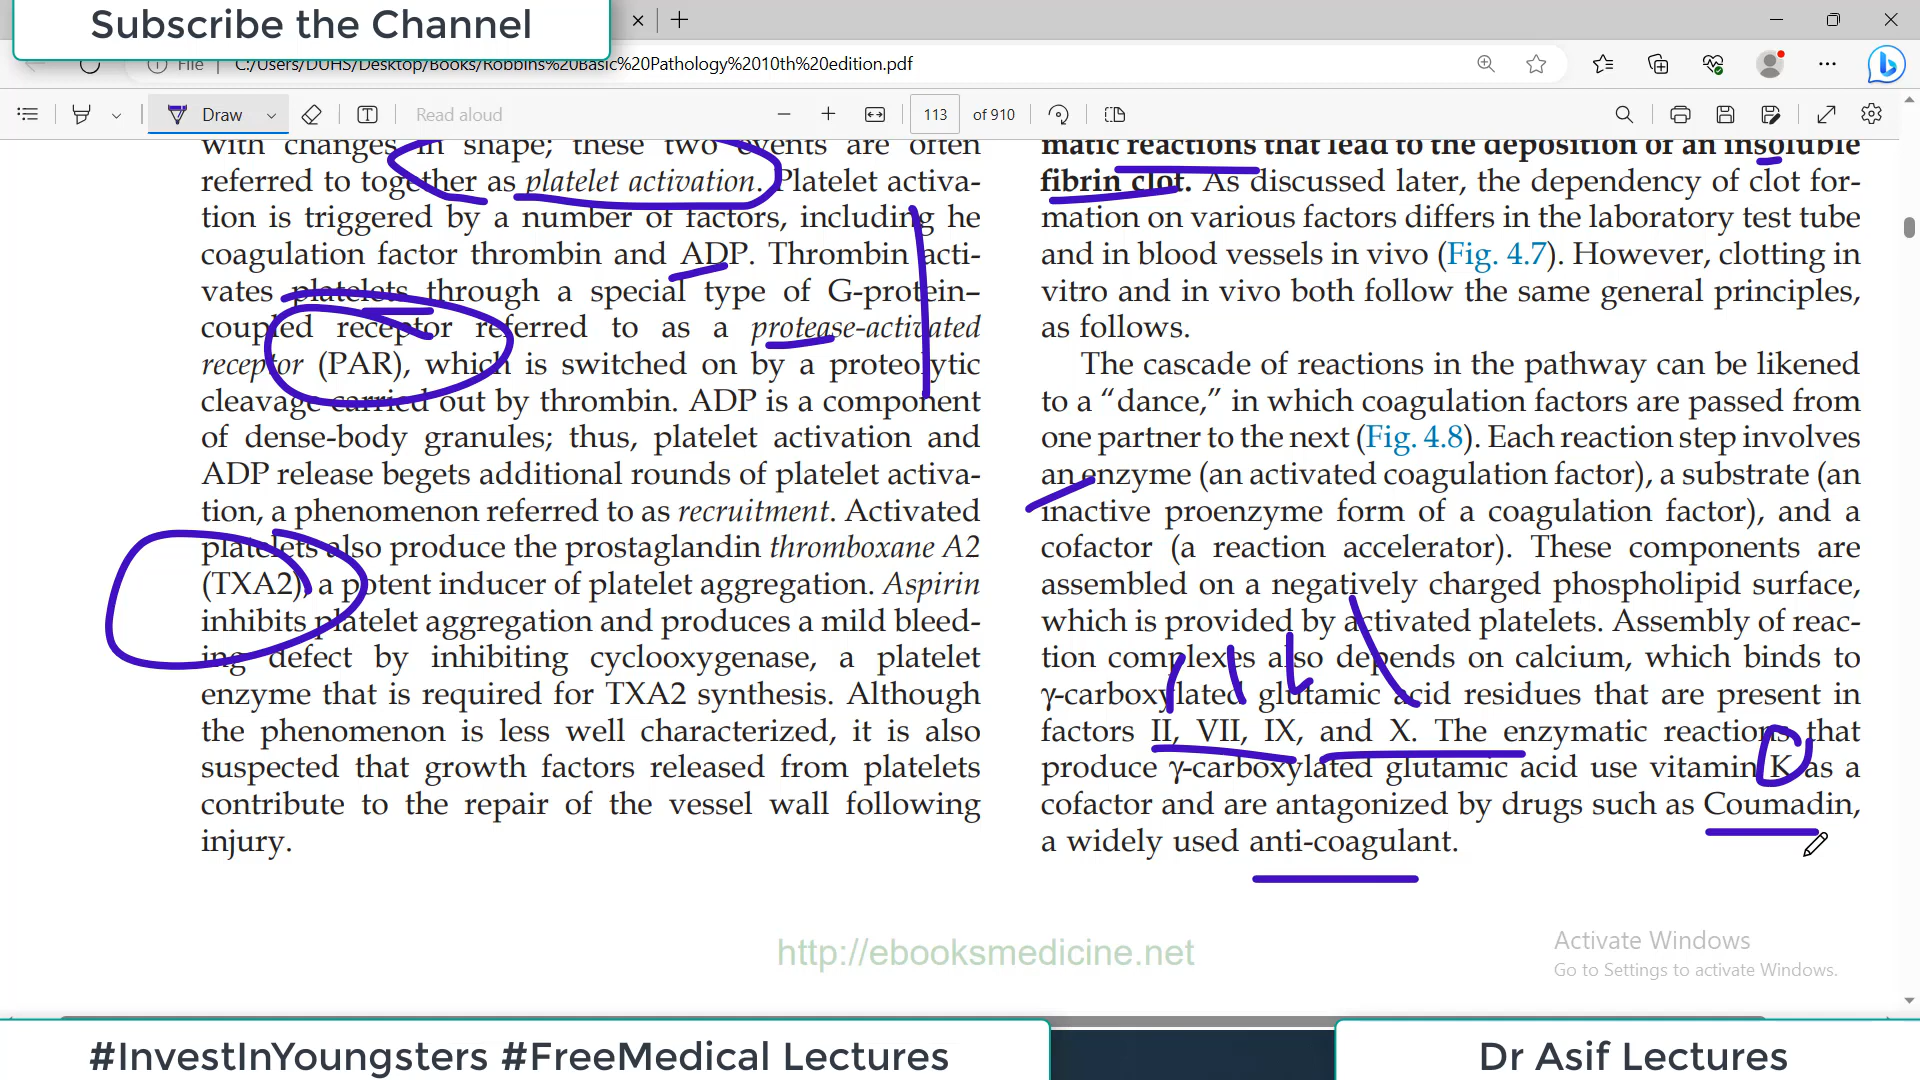 Subscribe the Channel
File
C:/Users/DUHS/Desktop/Books/Robbins%20Basic%20Pathology%2010th%20edition.pdf
Draw
Read aloud
113
of 910
with changes in shape; these two events are often
referred to together as platelet activation. Platelet activa-
tion is triggered by a number of factors, including he
coagulation factor thrombin and ADP. Thrombin acti-
vates platelets through a special type of G-protein–
coupled receptor referred to as a protease-activated
receptor (PAR), which is switched on by a proteolytic
cleavage carried out by thrombin. ADP is a component
of dense-body granules; thus, platelet activation and
ADP release begets additional rounds of platelet activa-
tion, a phenomenon referred to as recruitment. Activated
platelets also produce the prostaglandin thromboxane A2
(TXA2), a potent inducer of platelet aggregation. Aspirin
inhibits platelet aggregation and produces a mild bleed-
ing defect by inhibiting cyclooxygenase, a platelet
enzyme that is required for TXA2 synthesis. Although
the phenomenon is less well characterized, it is also
suspected that growth factors released from platelets
contribute to the repair of the vessel wall following
injury.
matic reactions that lead to the deposition of an insoluble
fibrin clot. As discussed later, the dependency of clot for-
mation on various factors differs in the laboratory test tube
and in blood vessels in vivo (Fig. 4.7). However, clotting in
vitro and in vivo both follow the same general principles,
as follows.
The cascade of reactions in the pathway can be likened
to a “dance,” in which coagulation factors are passed from
one partner to the next (Fig. 4.8). Each reaction step involves
an enzyme (an activated coagulation factor), a substrate (an
inactive proenzyme form of a coagulation factor), and a
cofactor (a reaction accelerator). These components are
assembled on a negatively charged phospholipid surface,
which is provided by activated platelets. Assembly of reac-
tion complexes also depends on calcium, which binds to
γ-carboxylated glutamic acid residues that are present in
factors II, VII, IX, and X. The enzymatic reactions that
produce γ-carboxylated glutamic acid use vitamin K as a
cofactor and are antagonized by drugs such as Coumadin,
a widely used anti-coagulant.
http://ebooksmedicine.net
Activate Windows
Go to Settings to activate Windows.
#InvestInYoungsters #FreeMedical Lectures
Dr Asif Lectures